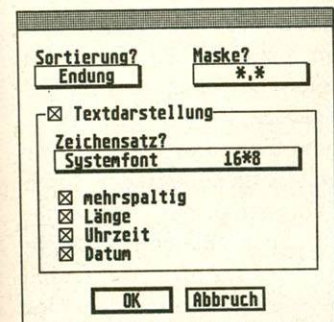 Sortierung? Maske?
Endung *.*
Textdarstellung
Zeichensatz?
Systemfont 16*8
mehrspaltig
Länge
Uhrzeit
Datum
OK Abbruch